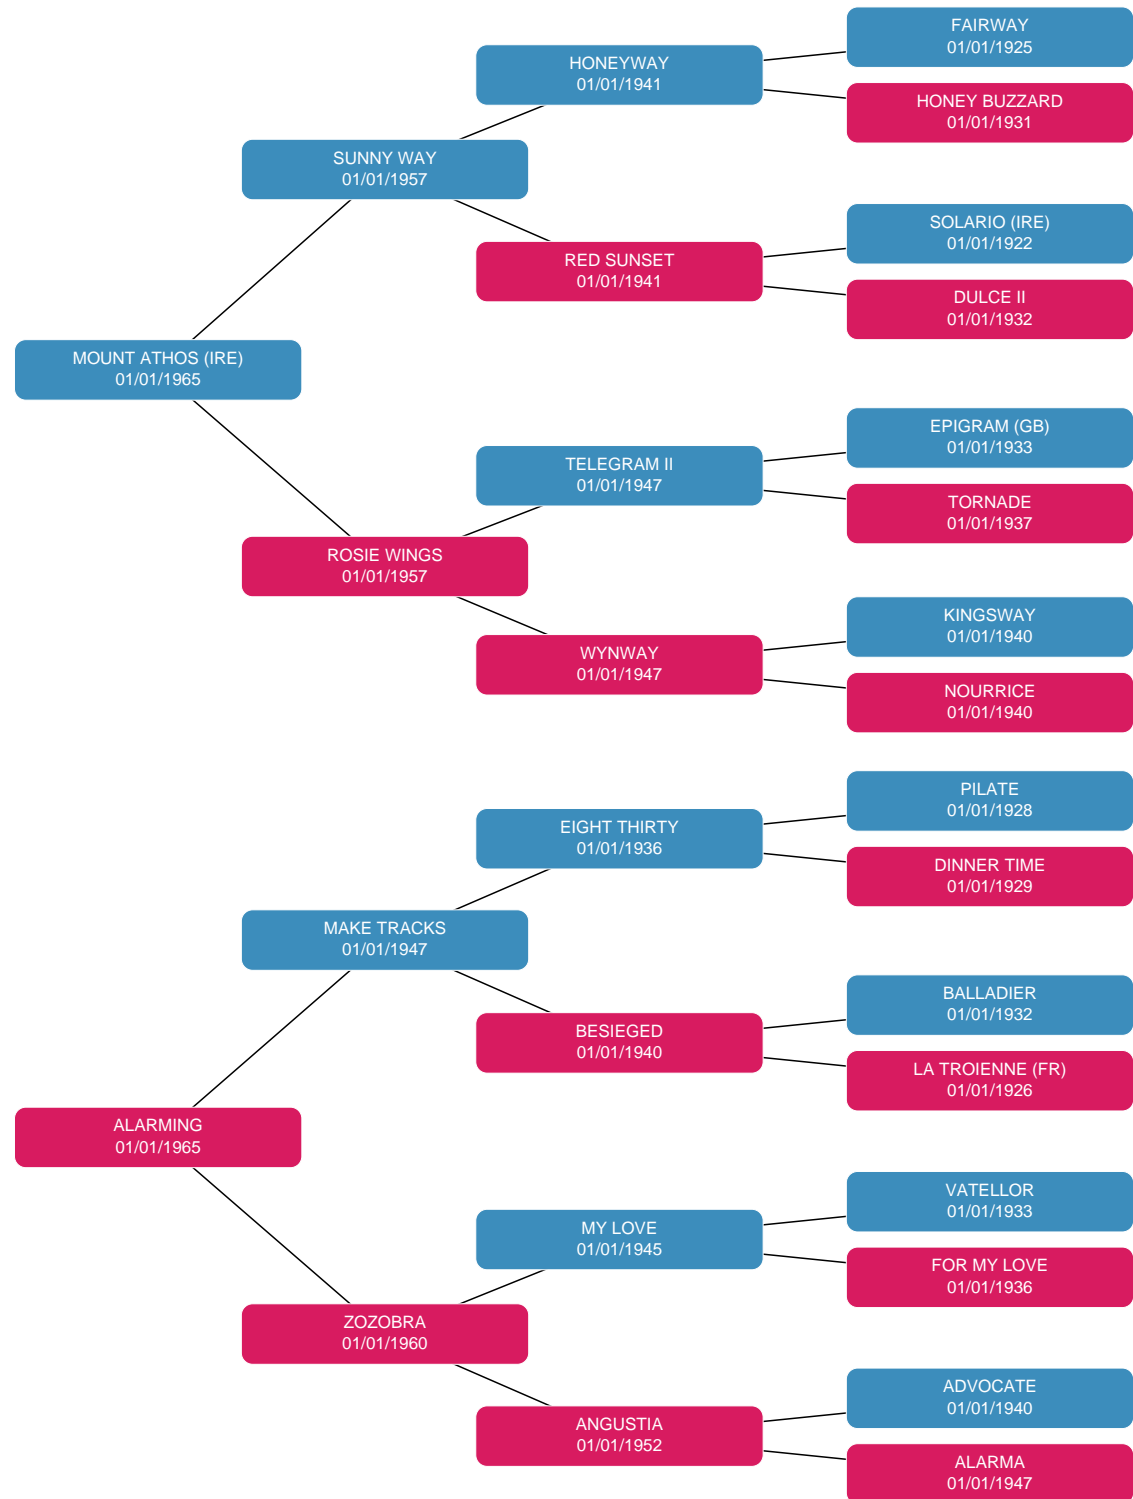 FAIRWAY
01/01/1925
HONEYWAY
01/01/1941
HONEY BUZZARD
01/01/1931
SUNNY WAY
01/01/1957
SOLARIO (IRE)
01/01/1922
RED SUNSET
01/01/1941
DULCE II
01/01/1932
MOUNT ATHOS (IRE)
01/01/1965
EPIGRAM (GB)
01/01/1933
TELEGRAM II
01/01/1947
TORNADE
01/01/1937
ROSIE WINGS
01/01/1957
KINGSWAY
01/01/1940
WYNWAY
01/01/1947
NOURRICE
01/01/1940
PILATE
01/01/1928
EIGHT THIRTY
01/01/1936
DINNER TIME
01/01/1929
MAKE TRACKS
01/01/1947
BALLADIER
01/01/1932
BESIEGED
01/01/1940
LA TROIENNE (FR)
01/01/1926
ALARMING
01/01/1965
VATELLOR
01/01/1933
MY LOVE
01/01/1945
FOR MY LOVE
01/01/1936
ZOZOBRA
01/01/1960
ADVOCATE
01/01/1940
ANGUSTIA
01/01/1952
ALARMA
01/01/1947